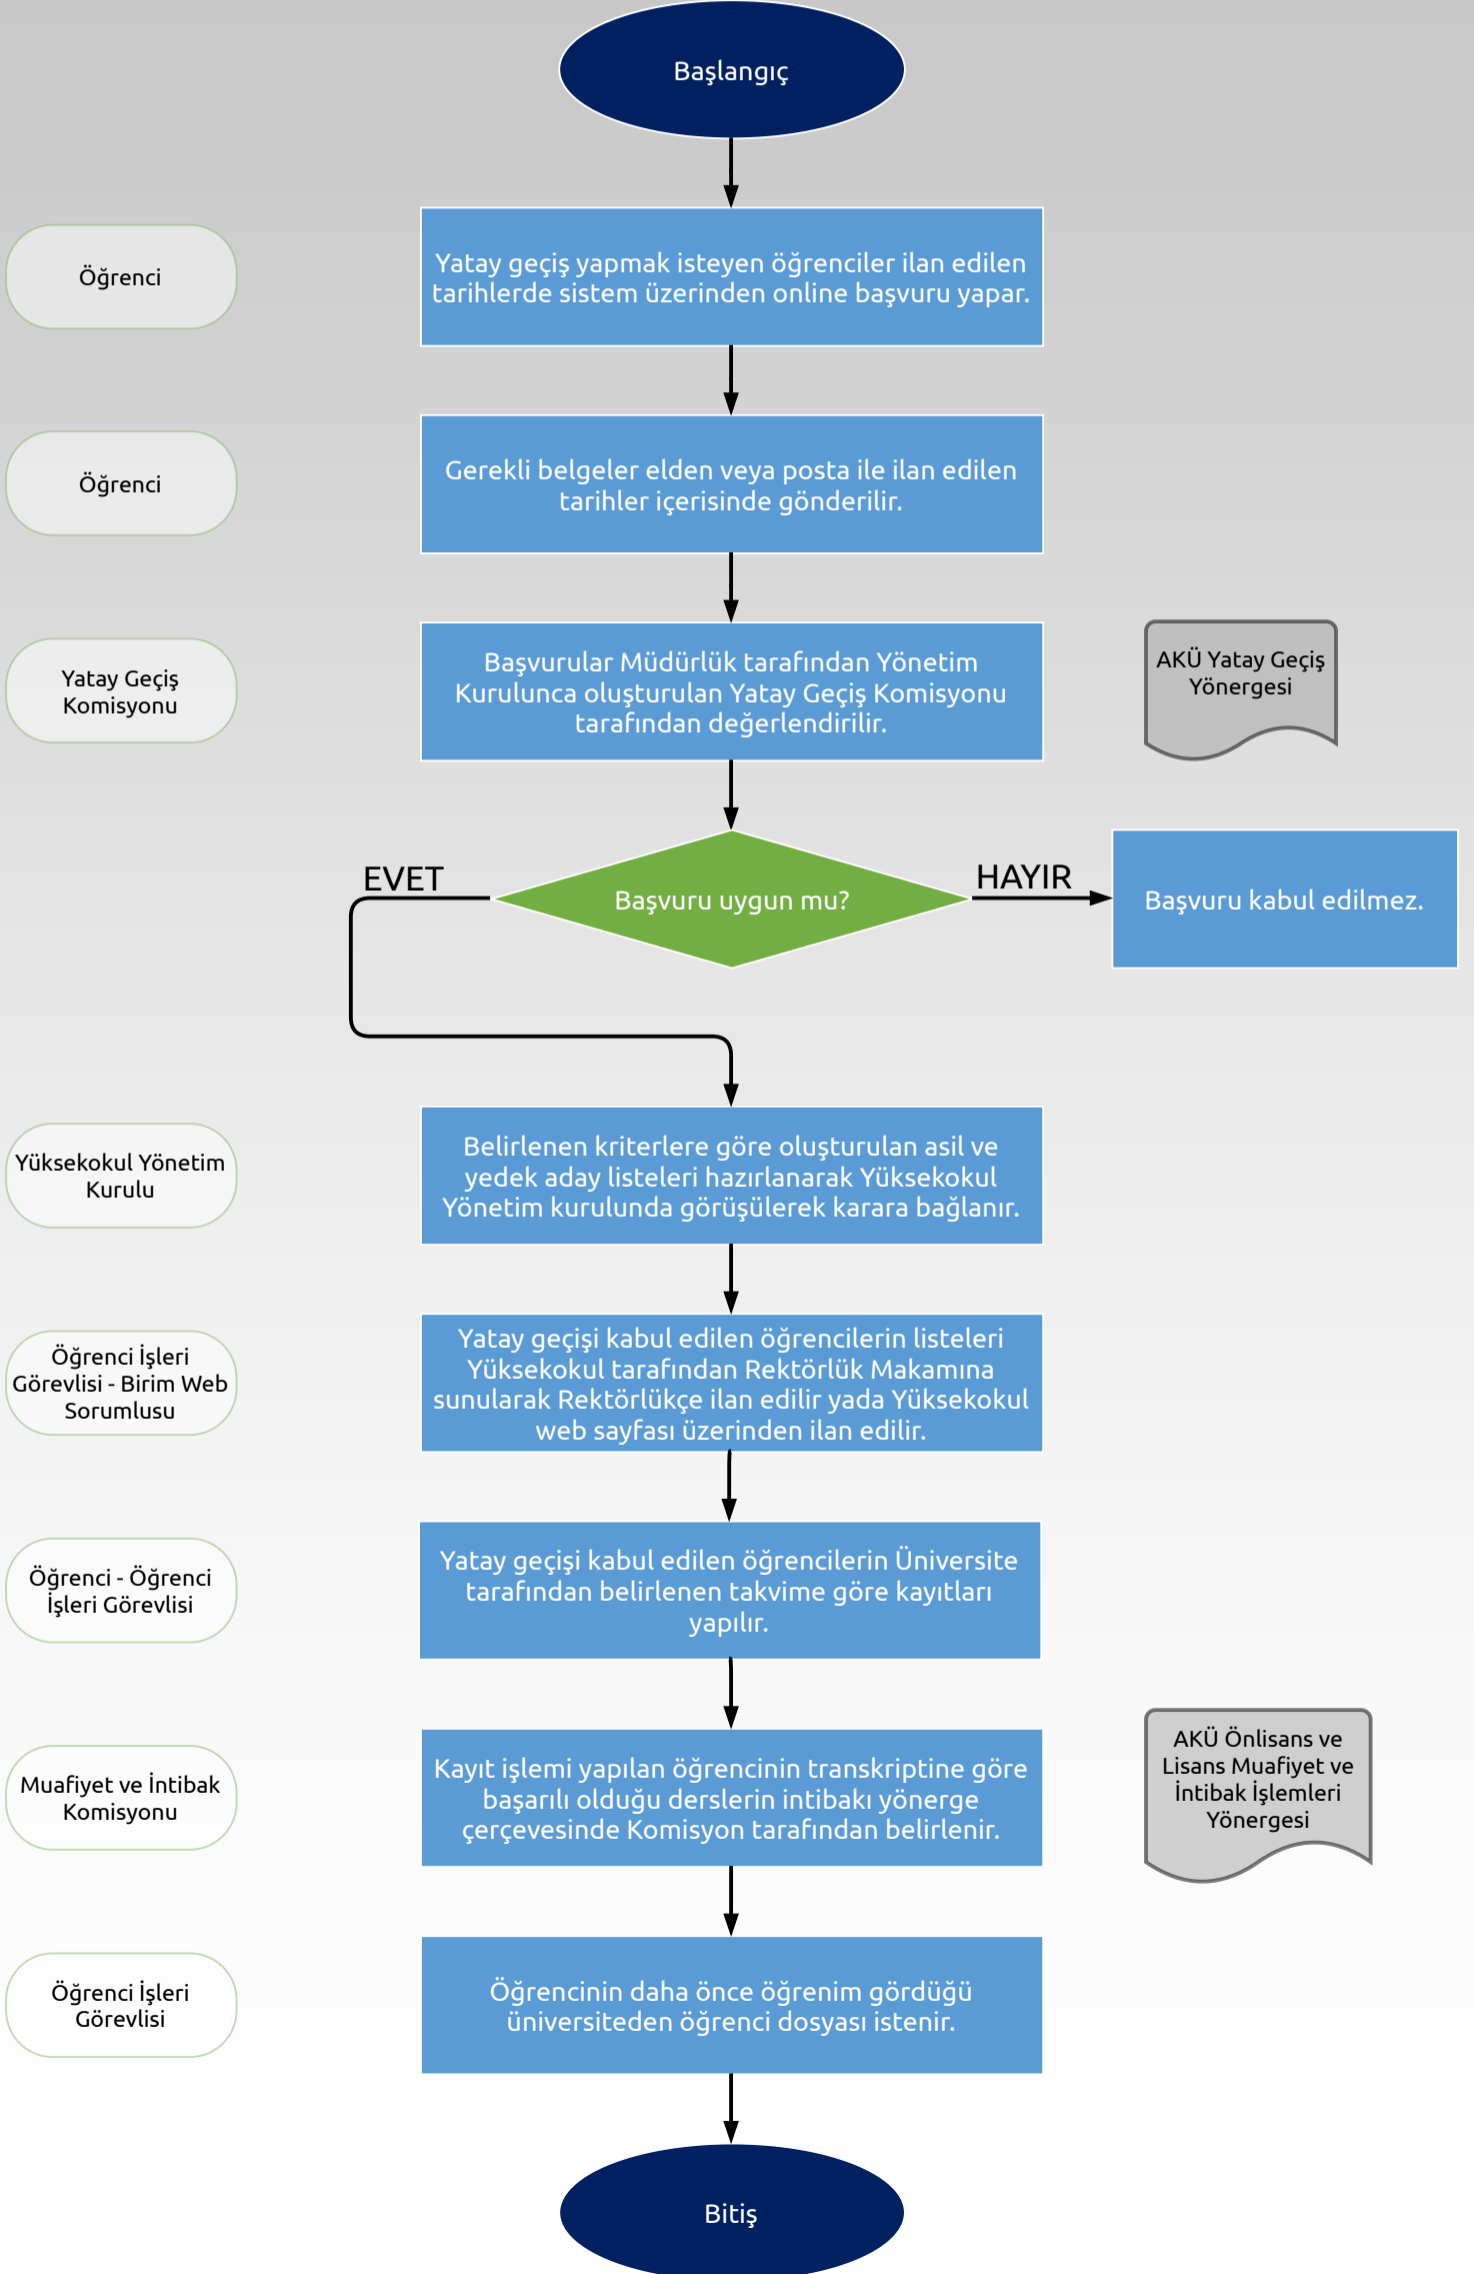 Başlangıç
Öğrenci
Yatay geçiş yapmak isteyen öğrenciler ilan edilen
tarihlerde sistem üzerinden online başvuru yapar.
Öğrenci
Gerekli belgeler elden veya posta ile ilan edilen
tarihler içerisinde gönderilir.
Yatay Geçiş
Komisyonu
Başvurular Müdürlük tarafından Yönetim
Kurulunca oluşturulan Yatay Geçiş Komisyonu
tarafından değerlendirilir.
AKÜ Yatay Geçiş
Yönergesi
EVET
Başvuru uygun mu?
HAYIR
Başvuru kabul edilmez.
Yüksekokul Yönetim
Kurulu
Belirlenen kriterlere göre oluşturulan asil ve
yedek aday listeleri hazırlanarak Yüksekokul
Yönetim kurulunda görüşülerek karara bağlanır.
Öğrenci İşleri
Görevlisi - Birim Web
Sorumlusu
Yatay geçişi kabul edilen öğrencilerin listeleri
Yüksekokul tarafından Rektörlük Makamına
sunularak Rektörlükçe ilan edilir yada Yüksekokul
web sayfası üzerinden ilan edilir.
Öğrenci - Öğrenci
İşleri Görevlisi
Yatay geçişi kabul edilen öğrencilerin Üniversite
tarafından belirlenen takvime göre kayıtları
yapılır.
Muafiyet ve İntibak
Komisyonu
Kayıt işlemi yapılan öğrencinin transkriptine göre
başarılı olduğu derslerin intibakı yönerge
çerçevesinde Komisyon tarafından belirlenir.
AKÜ Önlisans ve
Lisans Muafiyet ve
İntibak İşlemleri
Yönergesi
Öğrenci İşleri
Görevlisi
Öğrencinin daha önce öğrenim gördüğü
üniversiteden öğrenci dosyası istenir.
Bitiş